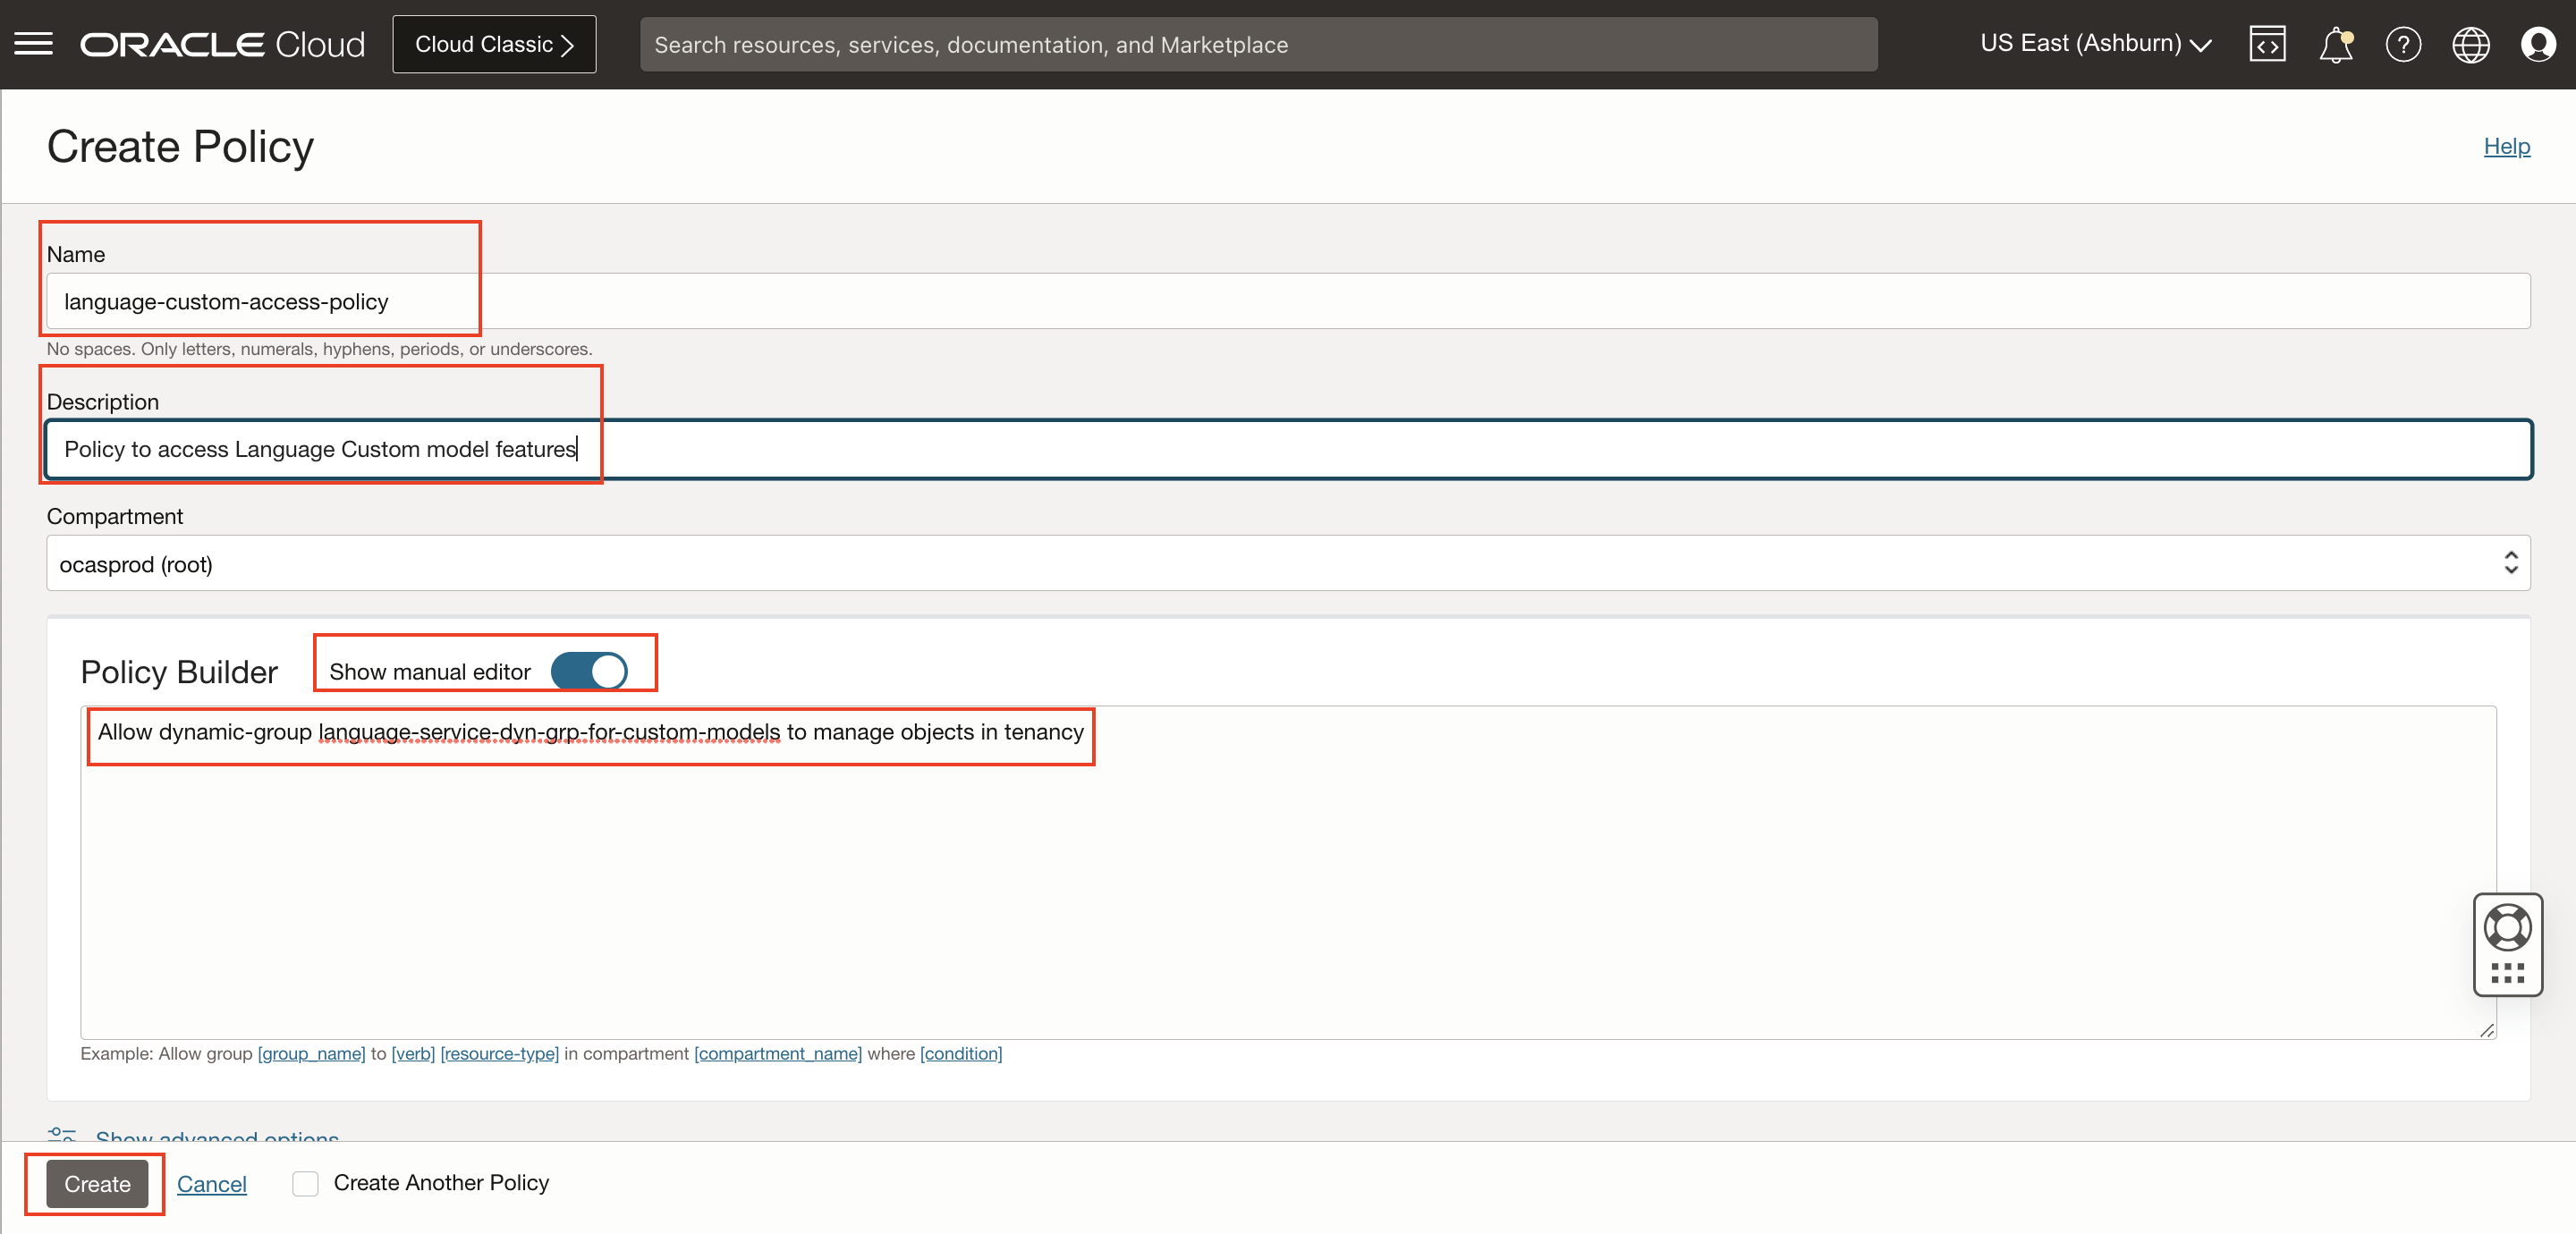 ORACLE Cloud
Cloud Classic
Search resources, services, documentation, and Marketplace
US East (Ashburn)
Create Policy
Help
Name
language-custom-access-policy
No spaces. Only letters, numerals, hyphens, periods, or underscores.
Description
Policy to access Language Custom model features
Compartment
ocasprod (root)
Policy Builder
Show manual editor
Allow dynamic-group language-service-dyn-grp-for-custom-models to manage objects in tenancy
Example: Allow group [group_name] to [verb] [resource-type] in compartment [compartment_name] where [condition]
Show advanced options
Create
Cancel
Create Another Policy